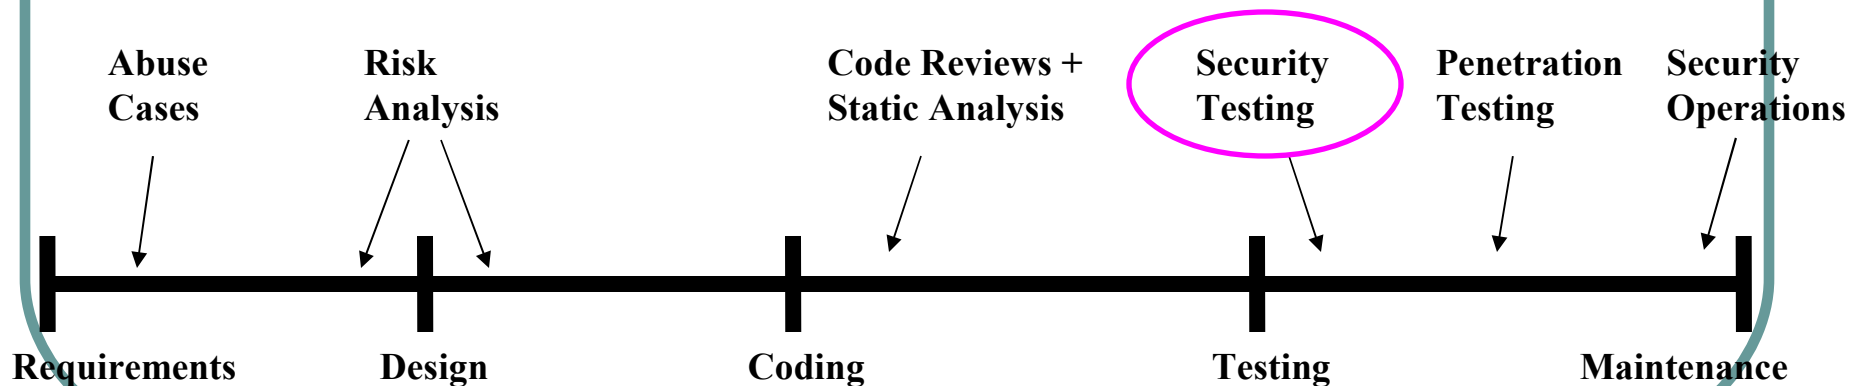 Abuse
Cases
Risk
Analysis
Code Reviews +
Static Analysis
Security
Testing
Penetration
Testing
Security
Operations
Requirements
Design
Coding
Testing
Maintenance